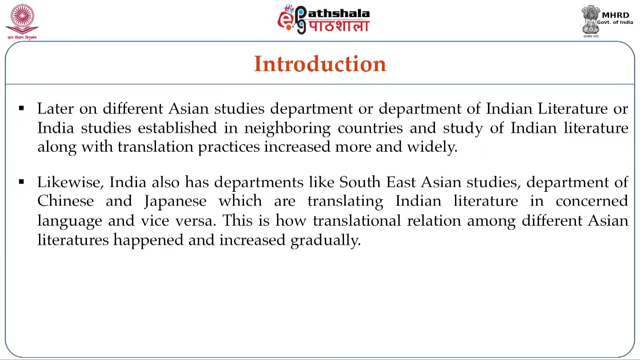 Pathshala
पाठशाला
MHRD
Govt. of India
Introduction
▪ Later on different Asian studies department or department of Indian Literature or
India studies established in neighboring countries and study of Indian literature
along with translation practices increased more and widely.
▪ Likewise, India also has departments like South East Asian studies, department of
Chinese and Japanese which are translating Indian literature in concerned
language and vice versa. This is how translational relation among different Asian
literatures happened and increased gradually.